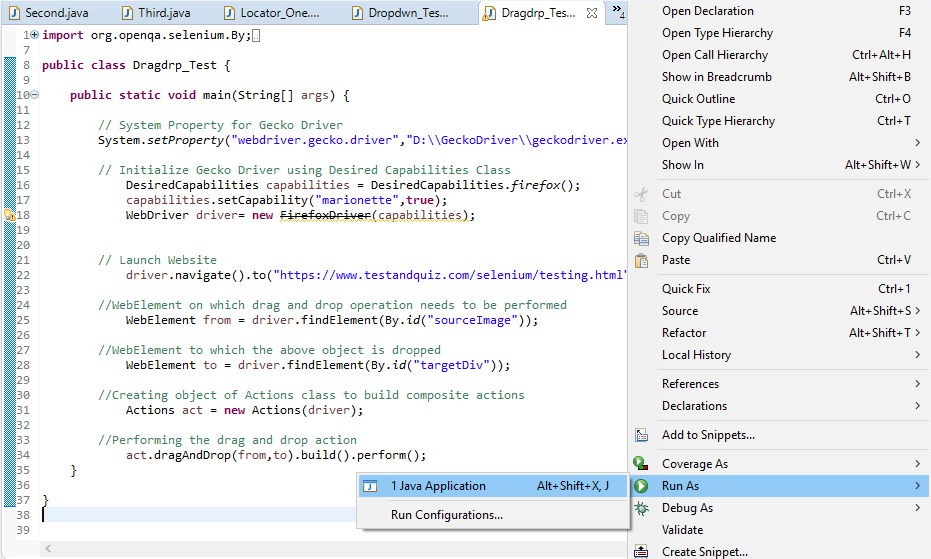 Second.java Third.java Locator_One.... Dropdwn_Tes... Dragdrp_Tes... »4
1 import org.openqa.selenium.By;
7
8 public class Dragdrp_Test {
9
10 public static void main(String[] args) {
11
12 // System Property for Gecko Driver
13 System.setProperty("webdriver.gecko.driver","D:\\GeckoDriver\\geckodriver.ex
14
15 // Initialize Gecko Driver using Desired Capabilities Class
16 DesiredCapabilities capabilities = DesiredCapabilities.firefox();
17 capabilities.setCapability("marionette",true);
18 WebDriver driver= new FirefoxDriver(capabilities);
19
20
21 // Launch Website
22 driver.navigate().to("https://www.testandquiz.com/selenium/testing.html"
23
24 //WebElement on which drag and drop operation needs to be performed
25 WebElement from = driver.findElement(By.id("sourceImage"));
26
27 //WebElement to which the above object is dropped
28 WebElement to = driver.findElement(By.id("targetDiv"));
29
30 //Creating object of Actions class to build composite actions
31 Actions act = new Actions(driver);
32
33 //Performing the drag and drop action
34 act.dragAndDrop(from,to).build().perform();
35 }
36
37 }
38
39
1 Java Application Alt+Shift+X, J
Run Configurations...
Open Declaration F3
Open Type Hierarchy F4
Open Call Hierarchy Ctrl+Alt+H
Show in Breadcrumb Alt+Shift+B
Quick Outline Ctrl+O
Quick Type Hierarchy Ctrl+T
Open With
Show In Alt+Shift+W
Cut Ctrl+X
Copy Ctrl+C
Copy Qualified Name
Paste Ctrl+V
Quick Fix Ctrl+1
Source Alt+Shift+S
Refactor Alt+Shift+T
Local History
References
Declarations
Add to Snippets...
Coverage As
Run As
Debug As
Validate
Create Snippet...